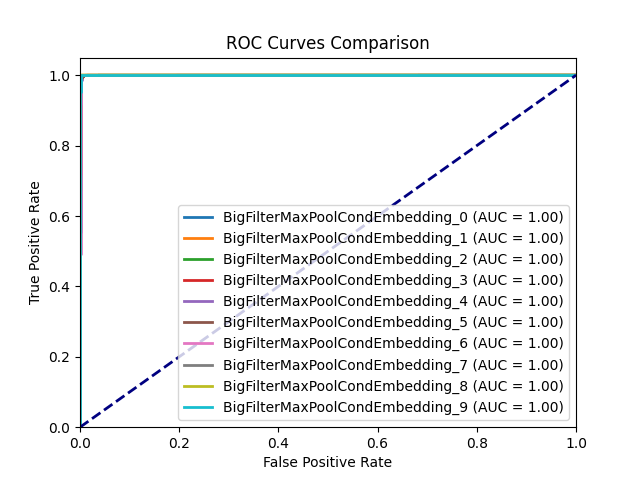 ROC Curves Comparison
True Positive Rate
1.0
0.8
0.6
0.4
0.2
0.0
BigFilterMaxPoolCondEmbedding_0 (AUC = 1.00)
BigFilterMaxPoolCondEmbedding_1 (AUC = 1.00)
BigFilterMaxPoolCondEmbedding_2 (AUC = 1.00)
BigFilterMaxPoolCondEmbedding_3 (AUC = 1.00)
BigFilterMaxPoolCondEmbedding_4 (AUC = 1.00)
BigFilterMaxPoolCondEmbedding_5 (AUC = 1.00)
BigFilterMaxPoolCondEmbedding_6 (AUC = 1.00)
BigFilterMaxPoolCondEmbedding_7 (AUC = 1.00)
BigFilterMaxPoolCondEmbedding_8 (AUC = 1.00)
BigFilterMaxPoolCondEmbedding_9 (AUC = 1.00)
0.0 0.2 0.4 0.6 0.8 1.0
False Positive Rate